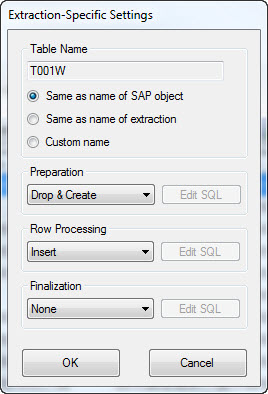 Extraction-Specific Settings
Table Name
T001W
Same as name of SAP object
Same as name of extraction
Custom name
Preparation
Drop & Create
Edit SQL
Row Processing
Insert
Edit SQL
Finalization
None
Edit SQL
OK
Cancel